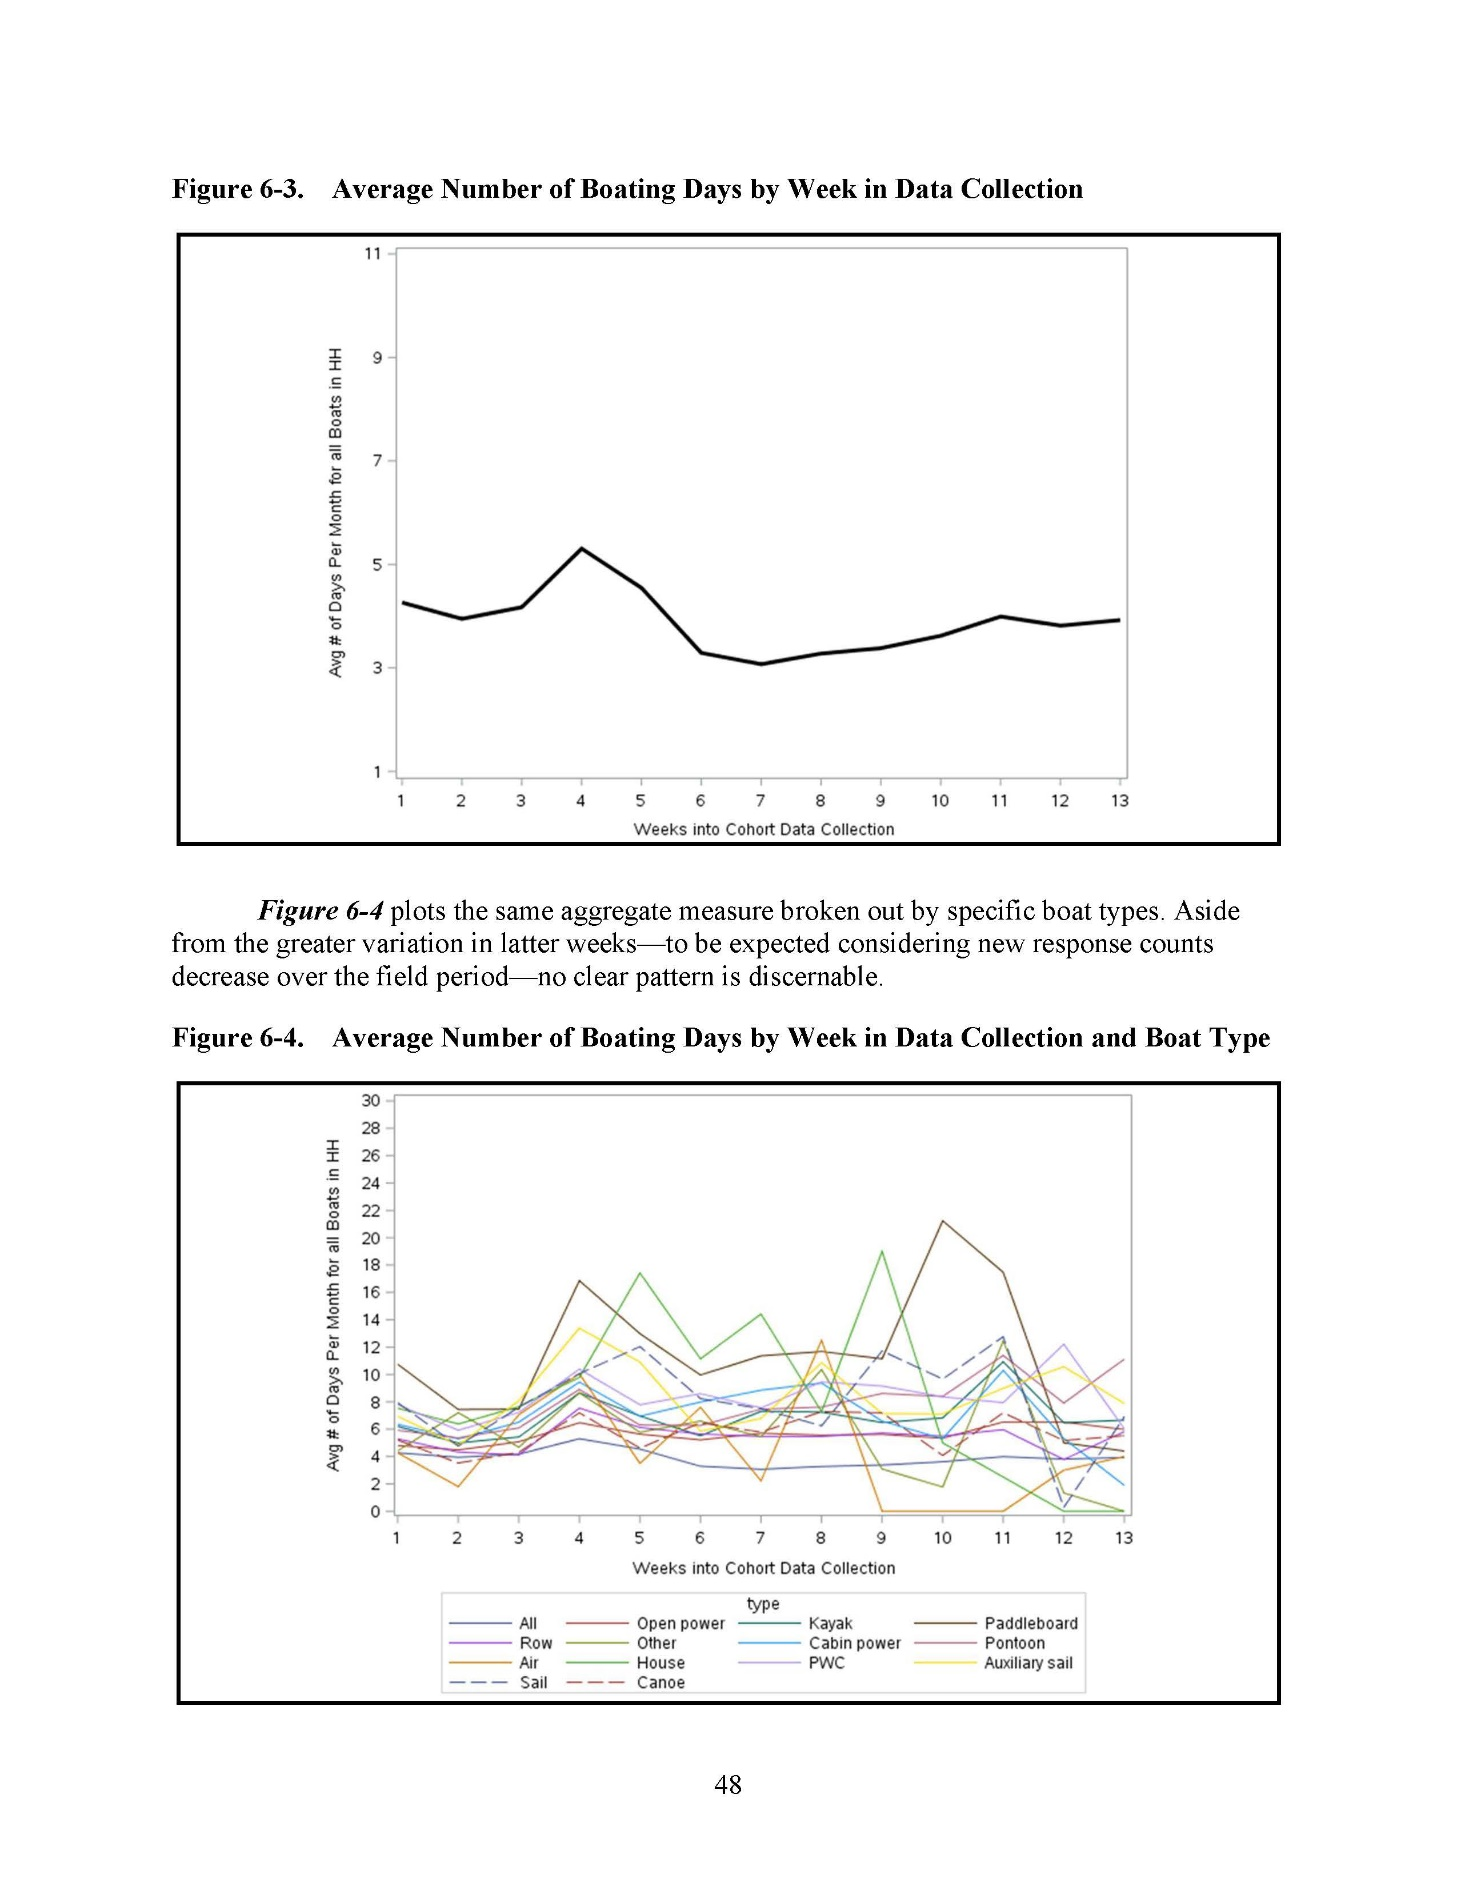 Figure 6-3. Average Number of Boating Days by Week in Data Collection
11
9
7
5
3
1
Avg # of Days Per Month for all Boats in HH
1 2 3 4 5 6 7 8 9 10 11 12 13
Weeks into Cohort Data Collection
Figure 6-4 plots the same aggregate measure broken out by specific boat types. Aside
from the greater variation in latter weeks—to be expected considering new response counts
decrease over the field period—no clear pattern is discernable.
Figure 6-4. Average Number of Boating Days by Week in Data Collection and Boat Type
30
28
26
24
22
20
18
16
14
12
10
8
6
4
2
0
Avg # of Days Per Month for all Boats in HH
1 2 3 4 5 6 7 8 9 10 11 12 13
Weeks into Cohort Data Collection
type
All Open power Kayak Paddleboard
Row Other Cabin power Pontoon
Air House PWC Auxiliary sail
Sail Canoe
48